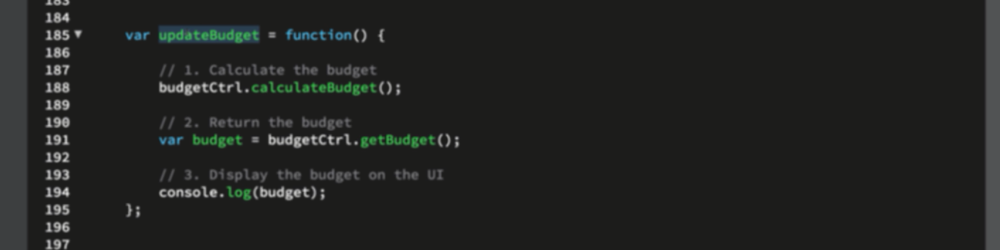 183
184
185 ▼ var updateBudget = function() {
186
187 // 1. Calculate the budget
188 budgetCtrl.calculateBudget();
189
190 // 2. Return the budget
191 var budget = budgetCtrl.getBudget();
192
193 // 3. Display the budget on the UI
194 console.log(budget);
195 };
196
197